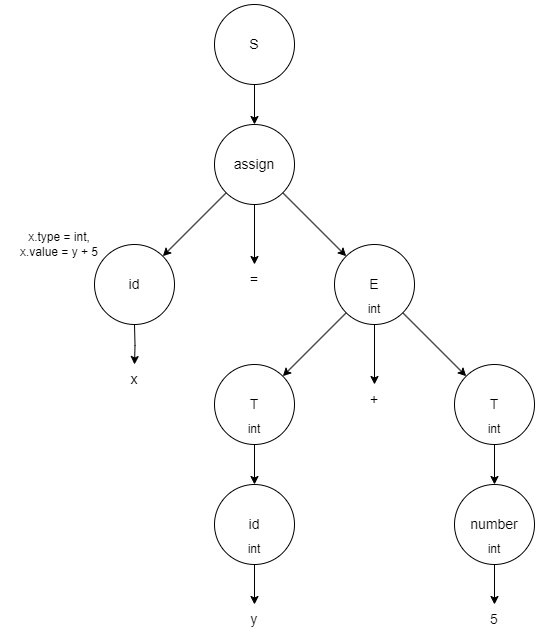 S
assign
x.type = int,
x.value = y + 5
id
=
E
int
x
T
int
+
T
int
id
int
number
int
y
5